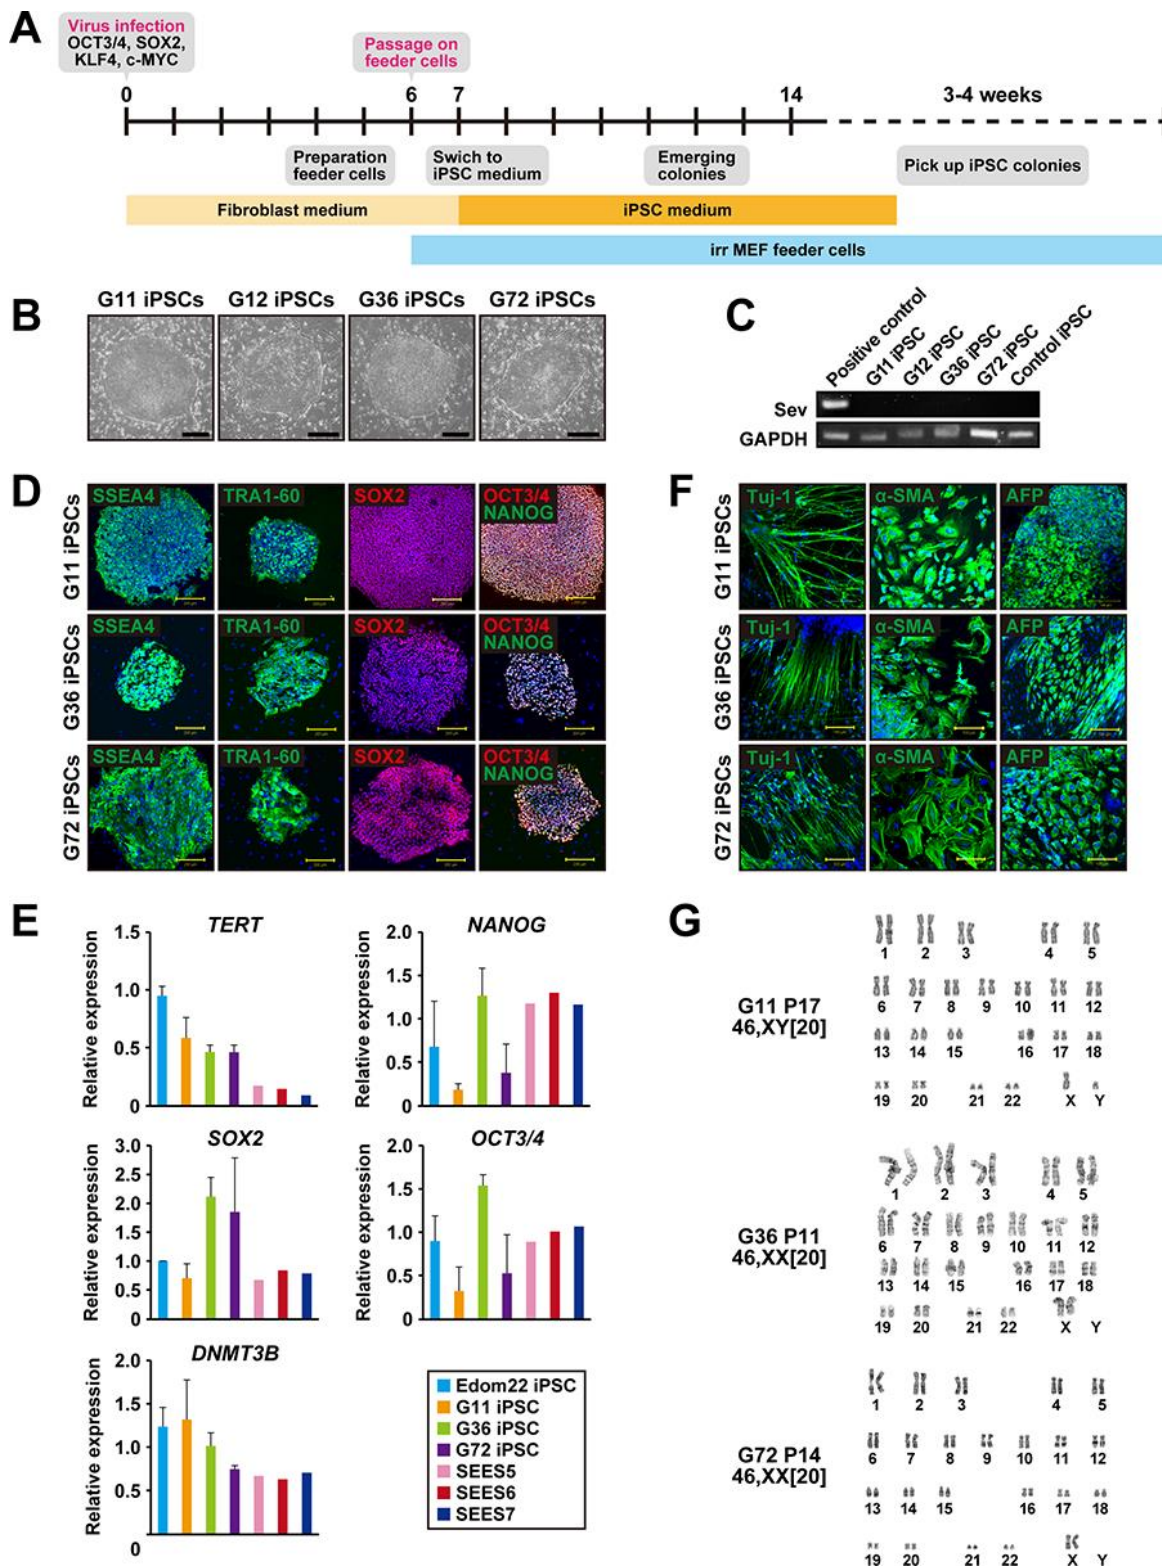 A
Virus infection
OCT3/4, SOX2,
KLF4, c-MYC
Passage on
feeder cells
0 6 7 14 3-4 weeks
Preparation
feeder cells
Swich to
iPSC medium
Emerging
colonies
Pick up iPSC colonies
Fibroblast medium
iPSC medium
irr MEF feeder cells
B
G11 iPSCs G12 iPSCs G36 iPSCs G72 iPSCs
C
Positive control
G11 iPSC
G12 iPSC
G36 iPSC
G72 iPSC
Control iPSC
Sev
GAPDH
D
G11 iPSCs
SSEA4 TRA1-60 SOX2 OCT3/4
NANOG
G36 iPSCs
SSEA4 TRA1-60 SOX2 OCT3/4
NANOG
G72 iPSCs
SSEA4 TRA1-60 SOX2 OCT3/4
NANOG
F
G11 iPSCs
Tuj-1 α-SMA AFP
G36 iPSCs
Tuj-1 α-SMA AFP
G72 iPSCs
Tuj-1 α-SMA AFP
E
TERT
Relative expression
1.5
1.0
0.5
0
NANOG
Relative expression
2.0
1.5
1.0
0.5
0
SOX2
Relative expression
3.0
2.5
2.0
1.5
1.0
0.5
0
OCT3/4
Relative expression
2.0
1.5
1.0
0.5
0
DNMT3B
Relative expression
2.0
1.5
1.0
0.5
0
Edom22 iPSC
G11 iPSC
G36 iPSC
G72 iPSC
SEES5
SEES6
SEES7
G
G11 P17
46,XY[20]
1 2 3 4 5
6 7 8 9 10 11 12
13 14 15 16 17 18
19 20 21 22 X Y
G36 P11
46,XX[20]
1 2 3 4 5
6 7 8 9 10 11 12
13 14 15 16 17 18
19 20 21 22 X Y
G72 P14
46,XX[20]
1 2 3 4 5
6 7 8 9 10 11 12
13 14 15 16 17 18
19 20 21 22 X Y